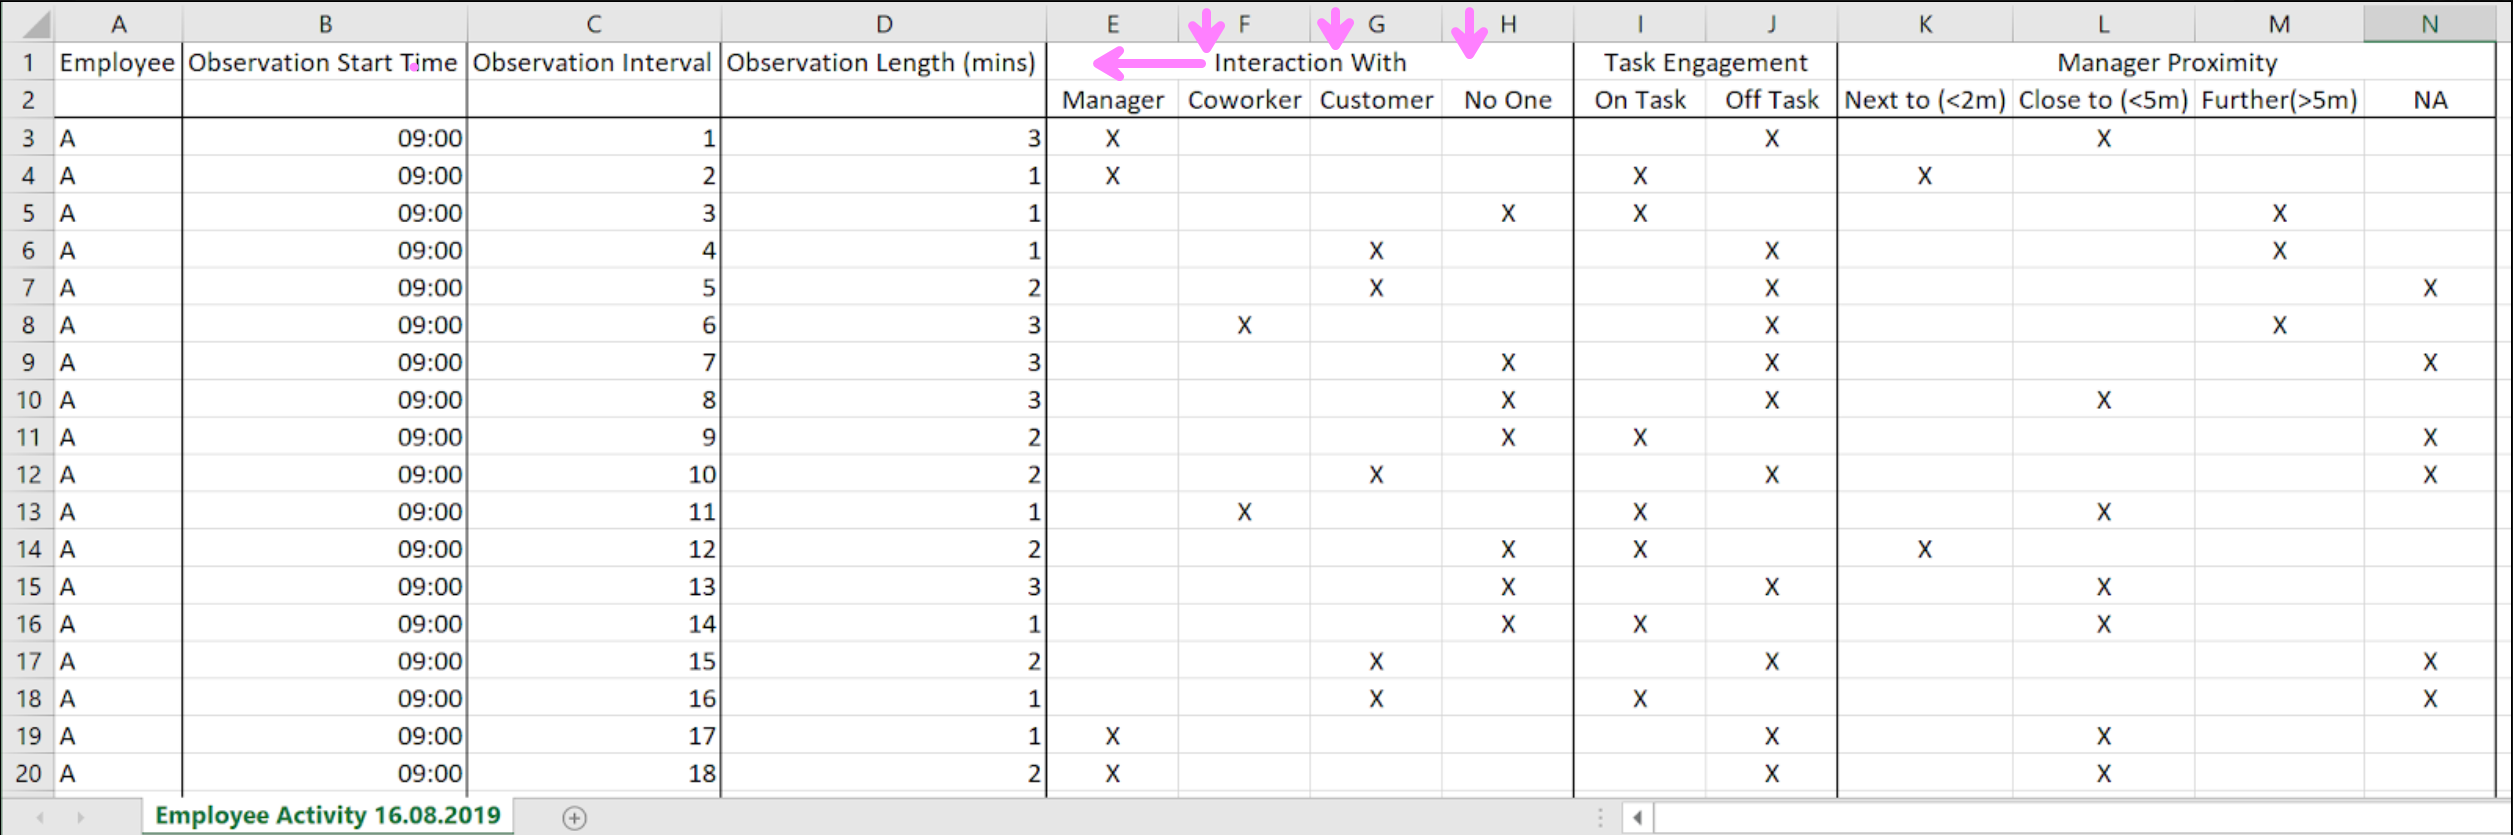 A B C D E F G H I J K L M N
1 Employee Observation Start Time Observation Interval Observation Length (mins) Interaction With Task Engagement Manager Proximity
2 Manager Coworker Customer No One On Task Off Task Next to (<2m) Close to (<5m) Further(>5m) NA
3 A 09:00 1 3 X X X
4 A 09:00 2 1 X X X
5 A 09:00 3 1 X X X
6 A 09:00 4 1 X X X
7 A 09:00 5 2 X X X
8 A 09:00 6 3 X X X
9 A 09:00 7 3 X X X
10 A 09:00 8 3 X X X
11 A 09:00 9 2 X X X
12 A 09:00 10 2 X X X
13 A 09:00 11 1 X X X
14 A 09:00 12 2 X X X
15 A 09:00 13 3 X X X
16 A 09:00 14 1 X X X
17 A 09:00 15 2 X X X
18 A 09:00 16 1 X X X
19 A 09:00 17 1 X X X
20 A 09:00 18 2 X X X
Employee Activity 16.08.2019